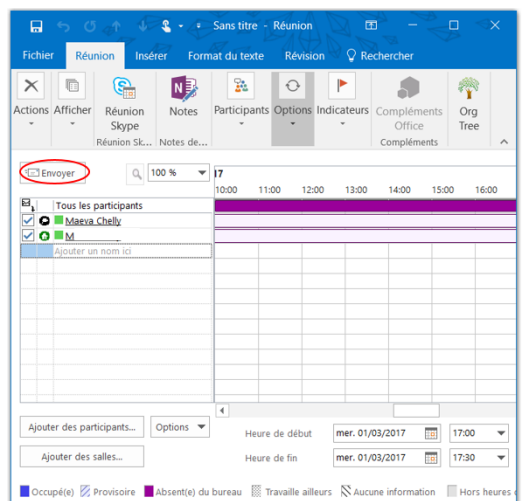 Sans titre - Réunion
Fichier Réunion Insérer Format du texte Révision Rechercher
Actions Afficher Réunion Skype Notes Participants Options Indicateurs Compléments Office Org Tree
Réunion Sk... Notes de... Compléments
Envoyer 100 % 17
10:00 11:00 12:00 13:00 14:00 15:00 16:00
Tous les participants
Maeva Chelly
M
Ajouter un nom ici
Ajouter des participants... Options Heure de début mer. 01/03/2017 17:00
Ajouter des salles... Heure de fin mer. 01/03/2017 17:30
Occupé(e) Provisoire Absent(e) du bureau Travaille ailleurs Aucune information Hors heures